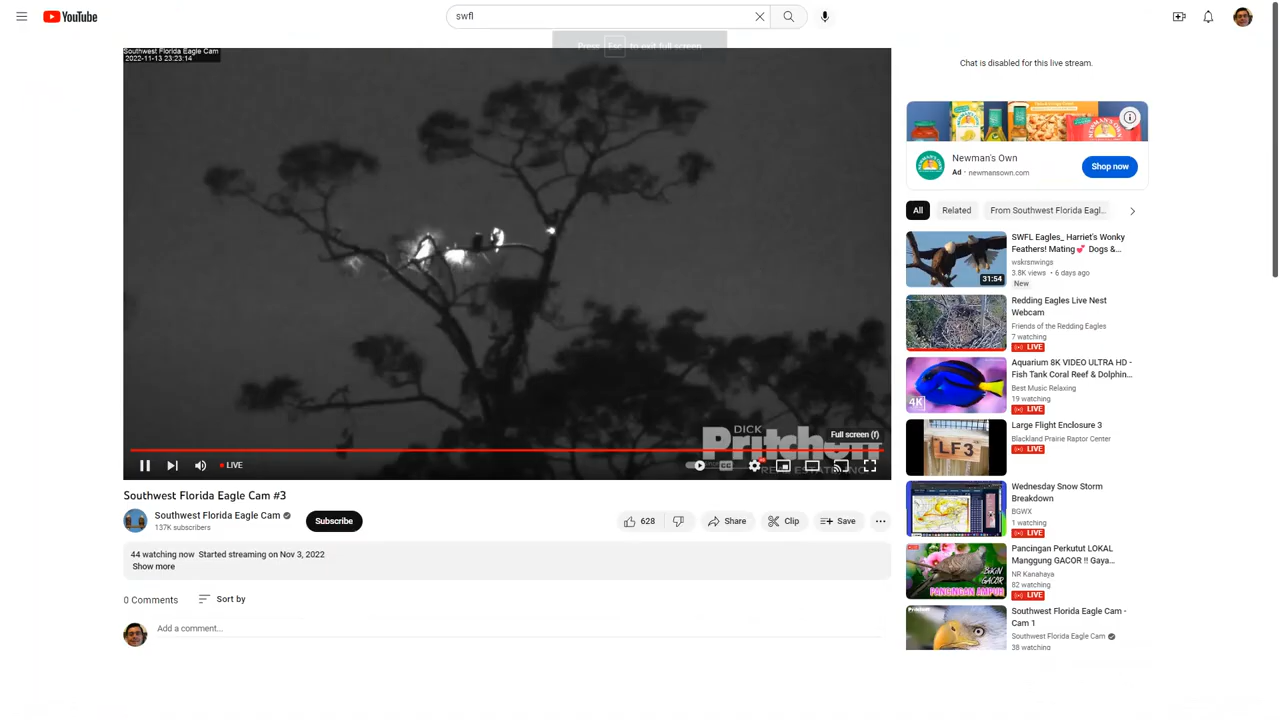 YouTube
swfl
Press Esc to exit full screen
Southwest Florida Eagle Cam
2022-11-13 23:23:14
DICK
Pritchett
REAL ESTATE INC
Full screen (f)
LIVE
Southwest Florida Eagle Cam #3
Southwest Florida Eagle Cam
137K subscribers
Subscribe
628
Share
Clip
Save
44 watching now Started streaming on Nov 3, 2022
Show more
0 Comments
Sort by
Add a comment...
Chat is disabled for this live stream.
Newman's Own
Ad · newmansown.com
Shop now
All
Related
From Southwest Florida Eagl...
SWFL Eagles_ Harriet's Wonky
Feathers! Mating💕 Dogs &...
wskrsnwings
3.8K views • 6 days ago
New
31:54
Redding Eagles Live Nest
Webcam
Friends of the Redding Eagles
7 watching
LIVE
Aquarium 8K VIDEO ULTRA HD -
Fish Tank Coral Reef & Dolphin...
Best Music Relaxing
19 watching
LIVE
4K
Large Flight Enclosure 3
Blackland Prairie Raptor Center
LIVE
LF3
Wednesday Snow Storm
Breakdown
BGWX
1 watching
LIVE
Pancingan Perkutut LOKAL
Manggung GACOR !! Gaya...
NR Kanahaya
82 watching
LIVE
BIKIN
GACOR
PANCINGAN AMPUH
Southwest Florida Eagle Cam -
Cam 1
Southwest Florida Eagle Cam
38 watching